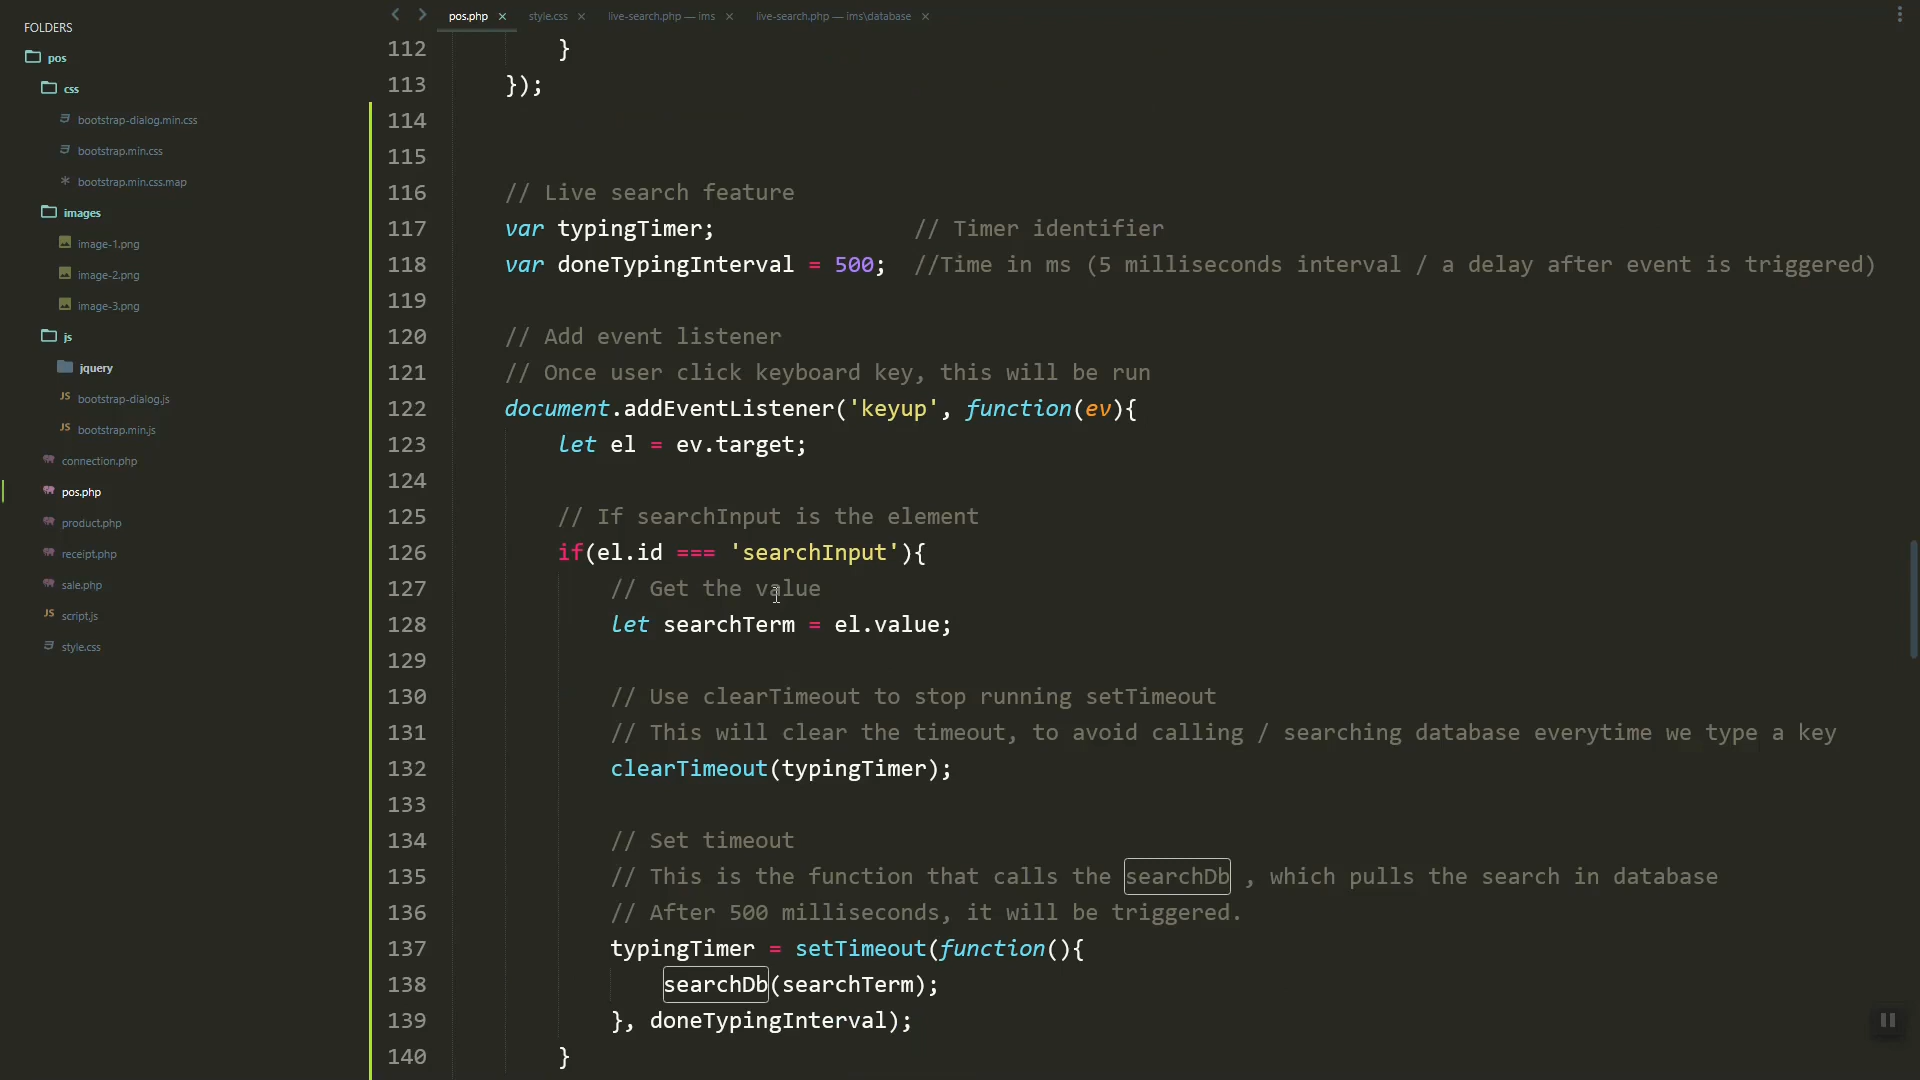 FOLDERS
pos
css
bootstrap-dialog.min.css
bootstrap.min.css
bootstrap.min.css.map
images
image-1.png
image-2.png
image-3.png
js
jquery
JS bootstrap-dialog.js
JS bootstrap.min.js
connection.php
pos.php
product.php
receipt.php
sale.php
JS script.js
style.css
pos.php × style.css × live-search.php — ims × live-search.php — ims\database ×
112 }
113 });
114
115
116 // Live search feature
117 var typingTimer; // Timer identifier
118 var doneTypingInterval = 500; //Time in ms (5 milliseconds interval / a delay after event is triggered)
119
120 // Add event listener
121 // Once user click keyboard key, this will be run
122 document.addEventListener('keyup', function(ev){
123 let el = ev.target;
124
125 // If searchInput is the element
126 if(el.id === 'searchInput'){
127 // Get the value
128 let searchTerm = el.value;
129
130 // Use clearTimeout to stop running setTimeout
131 // This will clear the timeout, to avoid calling / searching database everytime we type a key
132 clearTimeout(typingTimer);
133
134 // Set timeout
135 // This is the function that calls the searchDb , which pulls the search in database
136 // After 500 milliseconds, it will be triggered.
137 typingTimer = setTimeout(function(){
138 searchDb(searchTerm);
139 }, doneTypingInterval);
140 }